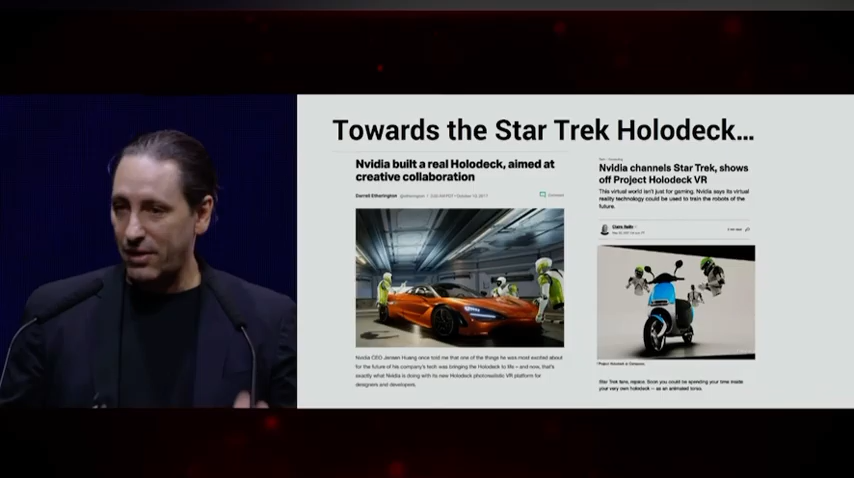 Towards the Star Trek Holodeck...
Nvidia built a real Holodeck, aimed at
creative collaboration
Darrell Etherington @etherington
Comment
Nvidia CEO Jensen Huang once told me that one of the things he was most excited about
for the future of his company's tech was bringing the Holodeck to life – and now, that's
exactly what Nvidia is doing with its new Holodeck photorealistic VR platform for
designers and developers.
Nvidia channels Star Trek, shows
off Project Holodeck VR
This virtual world isn't just for gaming. Nvidia says its virtual
reality technology could be used to train the robots of the
future.
Star Trek fans, rejoice. Soon you could be spending your time inside
your very own holodeck — as an animated torso.